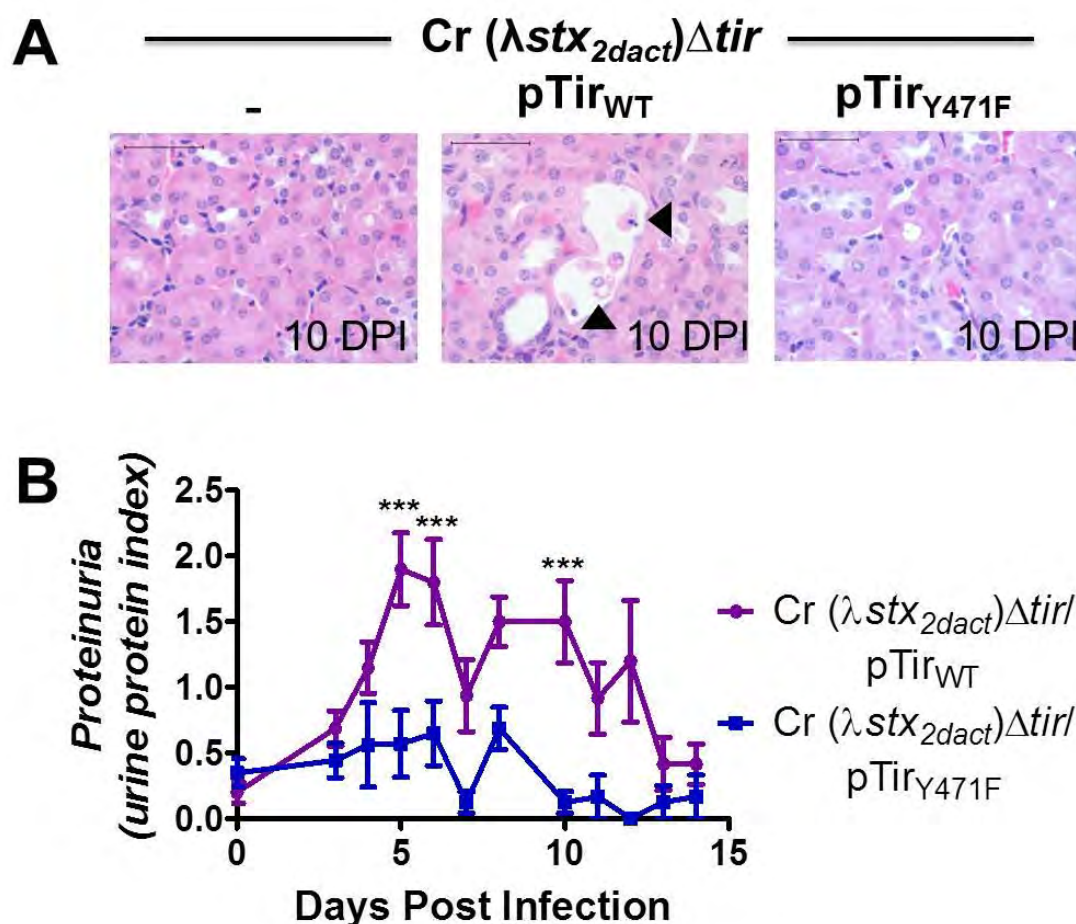 A
Cr (λstx2dact)Δtir
-
pTirWT
pTirY471F
10 DPI
10 DPI
10 DPI
B
Proteinuria
(urine protein index)
2.5
2.0
1.5
1.0
0.5
0.0
0
5
10
15
***
***
***
Days Post Infection
Cr (λstx2dact)Δtir/
pTirWT
Cr (λstx2dact)Δtir/
pTirY471F